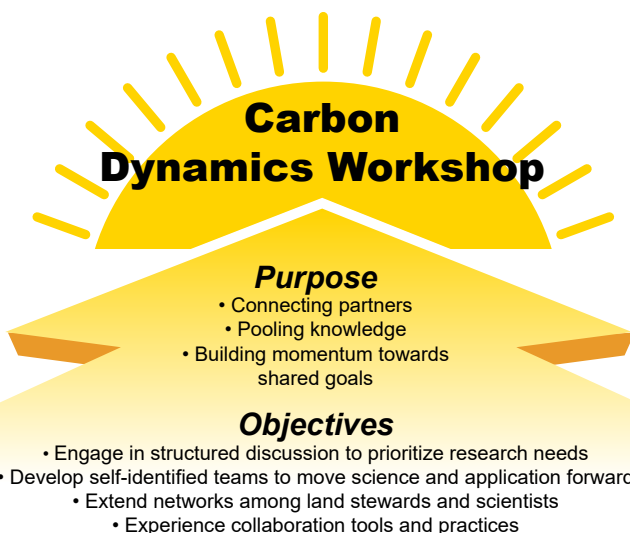 Carbon
Dynamics Workshop
Purpose
• Connecting partners
• Pooling knowledge
• Building momentum towards
shared goals
Objectives
• Engage in structured discussion to prioritize research needs
• Develop self-identified teams to move science and application forward
• Extend networks among land stewards and scientists
• Experience collaboration tools and practices